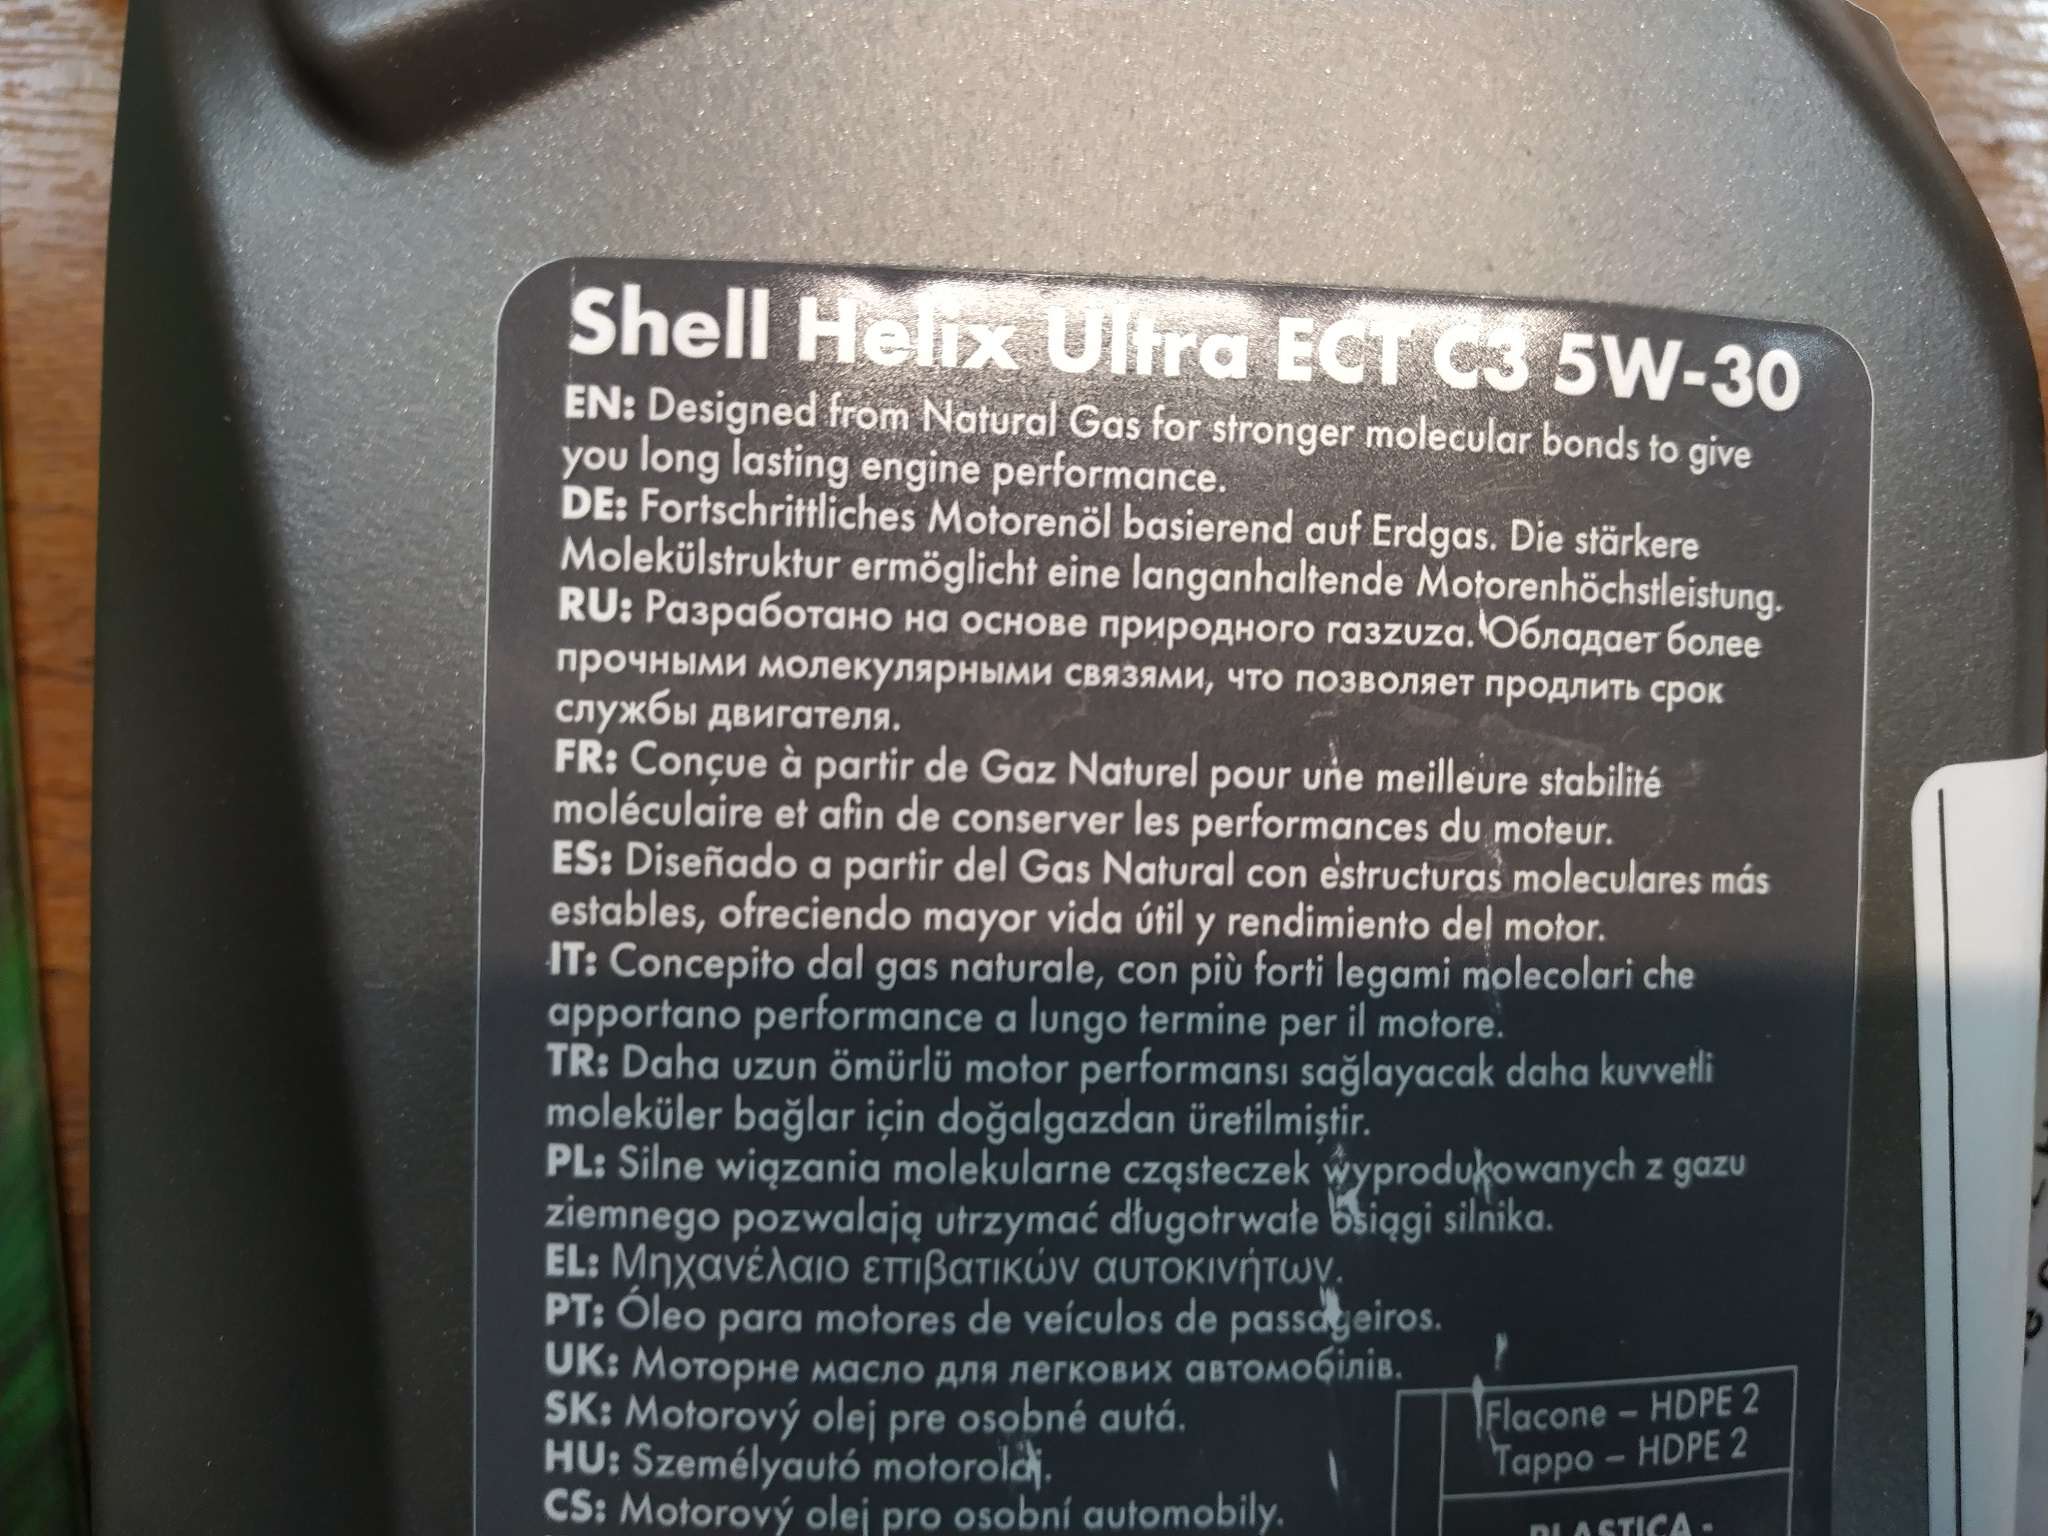 Shell Helix Ultra ECT C3 5W-30
EN: Designed from Natural Gas for stronger molecular bonds to give
you long lasting engine performance.
DE: Fortschrittliches Motorenöl basierend auf Erdgas. Die stärkere
Molekülstruktur ermöglicht eine langanhaltende Motorenhöchstleistung.
RU: Разработано на основе природного газzuza. Обладает более
прочными молекулярными связями, что позволяет продлить срок
службы двигателя.
FR: Conçue à partir de Gaz Naturel pour une meilleure stabilité
moléculaire et afin de conserver les performances du moteur.
ES: Diseñado a partir del Gas Natural con estructuras moleculares más
estables, ofreciendo mayor vida útil y rendimiento del motor.
IT: Concepito dal gas naturale, con più forti legami molecolari che
apportano performance a lungo termine per il motore.
TR: Daha uzun ömürlü motor performansı sağlayacak daha kuvvetli
moleküler bağlar için doğalgazdan üretilmiştir.
PL: Silne wiązania molekularne cząsteczek wyprodukowanych z gazu
ziemnego pozwalają utrzymać długotrwałe osiągi silnika.
EL: Μηχανέλαιο επιβατικών αυτοκινήτων.
PT: Óleo para motores de veículos de passageiros.
UK: Моторне масло для легкових автомобілів.
SK: Motorový olej pre osobné autá.
HU: Személyautó motorolaj.
CS: Motorový olej pro osobní automobily.
Flacone – HDPE 2
Tappo – HDPE 2
PLASTICA -